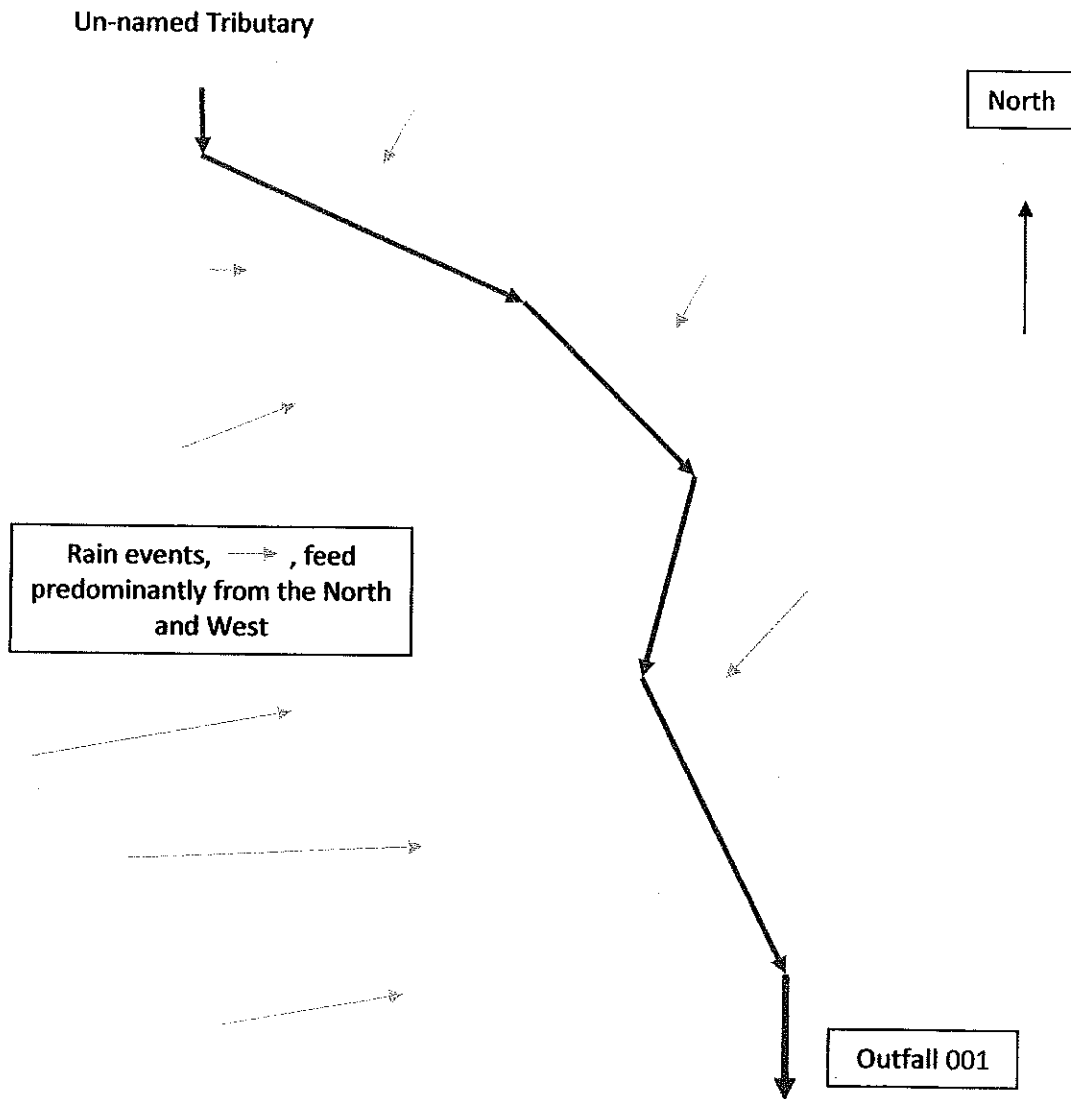 Un-named Tributary
North
Rain events, , feed
predominantly from the North
and West
Outfall 001